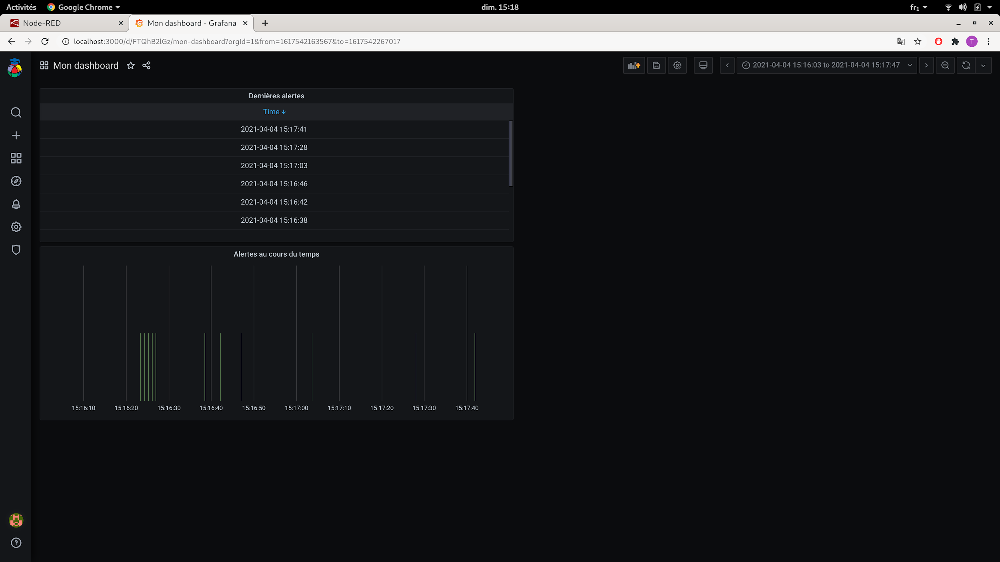 Activités Google Chrome dim. 15:18 fr₁
Node-RED Mon dashboard - Grafana
localhost:3000/d/FTQhB2lGz/mon-dashboard?orgId=1&from=1617542163567&to=1617542267017 T
Mon dashboard 2021-04-04 15:16:03 to 2021-04-04 15:17:47
Dernières alertes
Time
2021-04-04 15:17:41
2021-04-04 15:17:28
2021-04-04 15:17:03
2021-04-04 15:16:46
2021-04-04 15:16:42
2021-04-04 15:16:38
Alertes au cours du temps
15:16:10 15:16:20 15:16:30 15:16:40 15:16:50 15:17:00 15:17:10 15:17:20 15:17:30 15:17:40